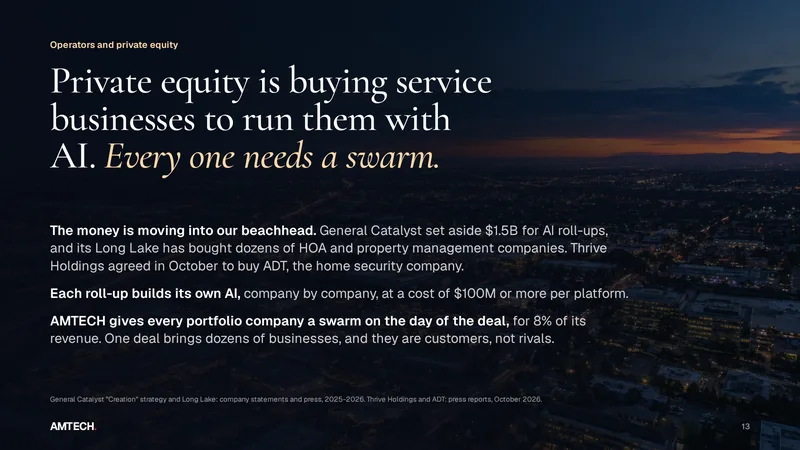 Operators and private equity
Private equity is buying service
businesses to run them with
AI. Every one needs a swarm.
The money is moving into our beachhead. General Catalyst set aside $1.5B for AI roll-ups,
and its Long Lake has bought dozens of HOA and property management companies. Thrive
Holdings agreed in October to buy ADT, the home security company.
Each roll-up builds its own AI, company by company, at a cost of $100M or more per platform.
AMTECH gives every portfolio company a swarm on the day of the deal, for 8% of its
revenue. One deal brings dozens of businesses, and they are customers, not rivals.
General Catalyst "Creation" strategy and Long Lake: company statements and press, 2025–2026. Thrive Holdings and ADT: press reports, October 2026.
AMTECH.
13